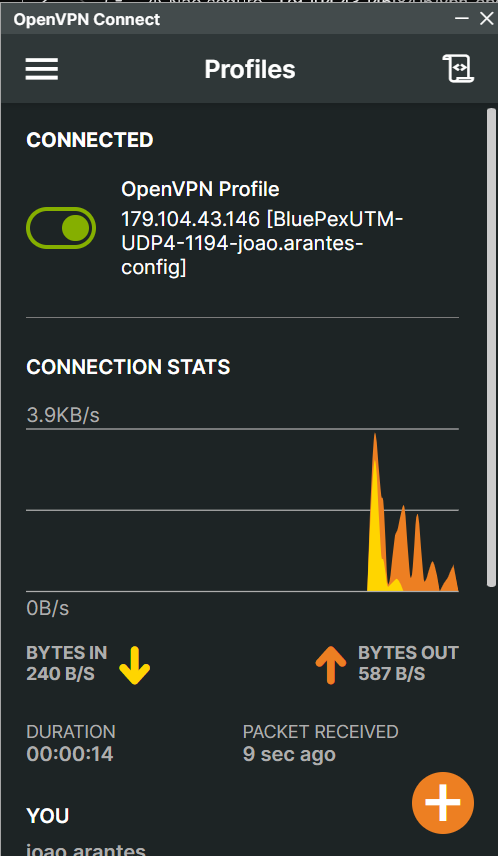 OpenVPN Connect
Profiles
CONNECTED
OpenVPN Profile
179.104.43.146 [BluePexUTM-
UDP4-1194-joao.arantes-
config]
CONNECTION STATS
3.9KB/s
0B/s
BYTES IN
240 B/S
BYTES OUT
587 B/S
DURATION
00:00:14
PACKET RECEIVED
9 sec ago
YOU
joao.arantes